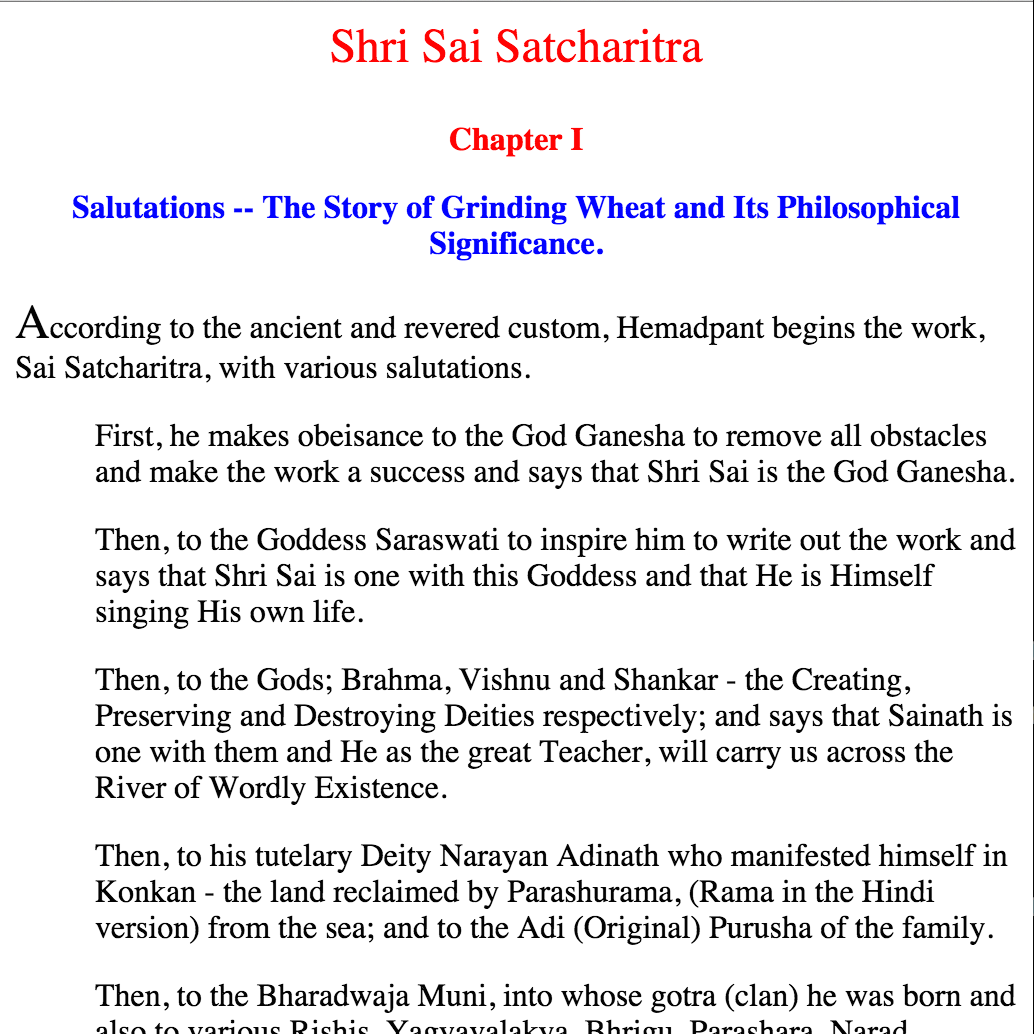 Shri Sai Satcharitra
Chapter I
Salutations -- The Story of Grinding Wheat and Its Philosophical
Significance.
According to the ancient and revered custom, Hemadpant begins the work,
Sai Satcharitra, with various salutations.
First, he makes obeisance to the God Ganesha to remove all obstacles
and make the work a success and says that Shri Sai is the God Ganesha.
Then, to the Goddess Saraswati to inspire him to write out the work and
says that Shri Sai is one with this Goddess and that He is Himself
singing His own life.
Then, to the Gods; Brahma, Vishnu and Shankar - the Creating,
Preserving and Destroying Deities respectively; and says that Sainath is
one with them and He as the great Teacher, will carry us across the
River of Wordly Existence.
Then, to his tutelary Deity Narayan Adinath who manifested himself in
Konkan - the land reclaimed by Parashurama, (Rama in the Hindi
version) from the sea; and to the Adi (Original) Purusha of the family.
Then, to the Bharadwaja Muni, into whose gotra (clan) he was born and
also to various Rishis, Yagyavalakya, Bhrigu, Parashara, Narad,